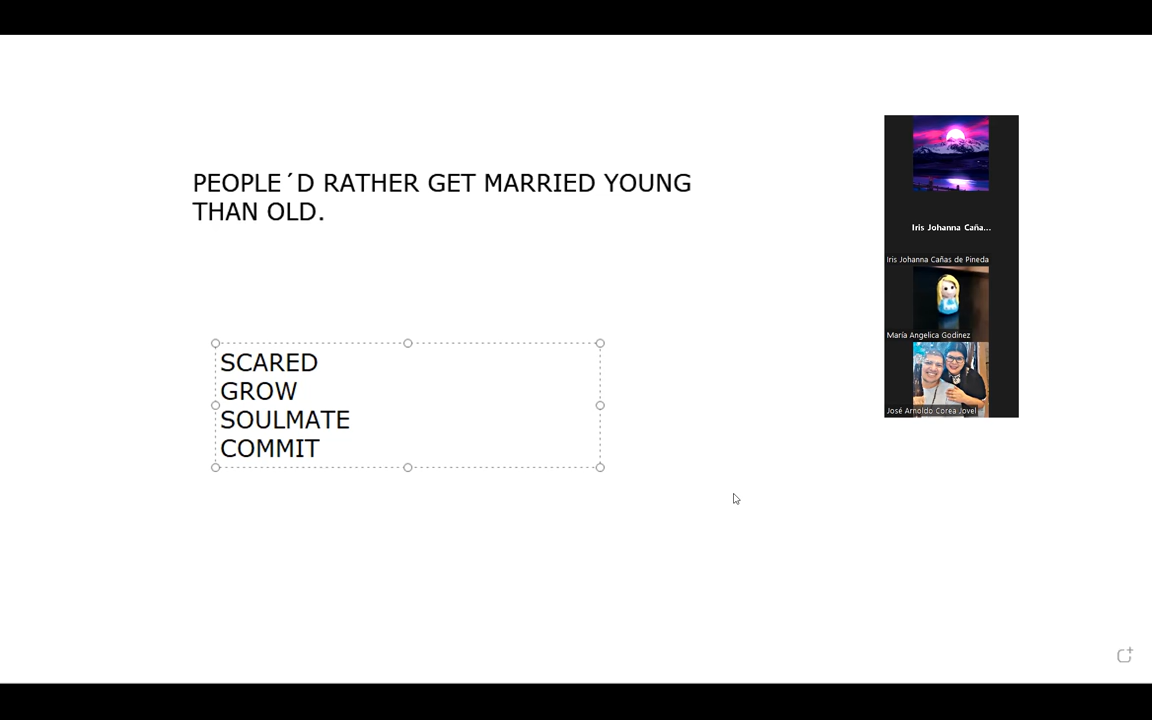 PEOPLE´D RATHER GET MARRIED YOUNG
THAN OLD.
SCARED
GROW
SOULMATE
COMMIT
Iris Johanna Caña...
Iris Johanna Cañas de Pineda
María Angelica Godinez
José Arnoldo Corea Jovel